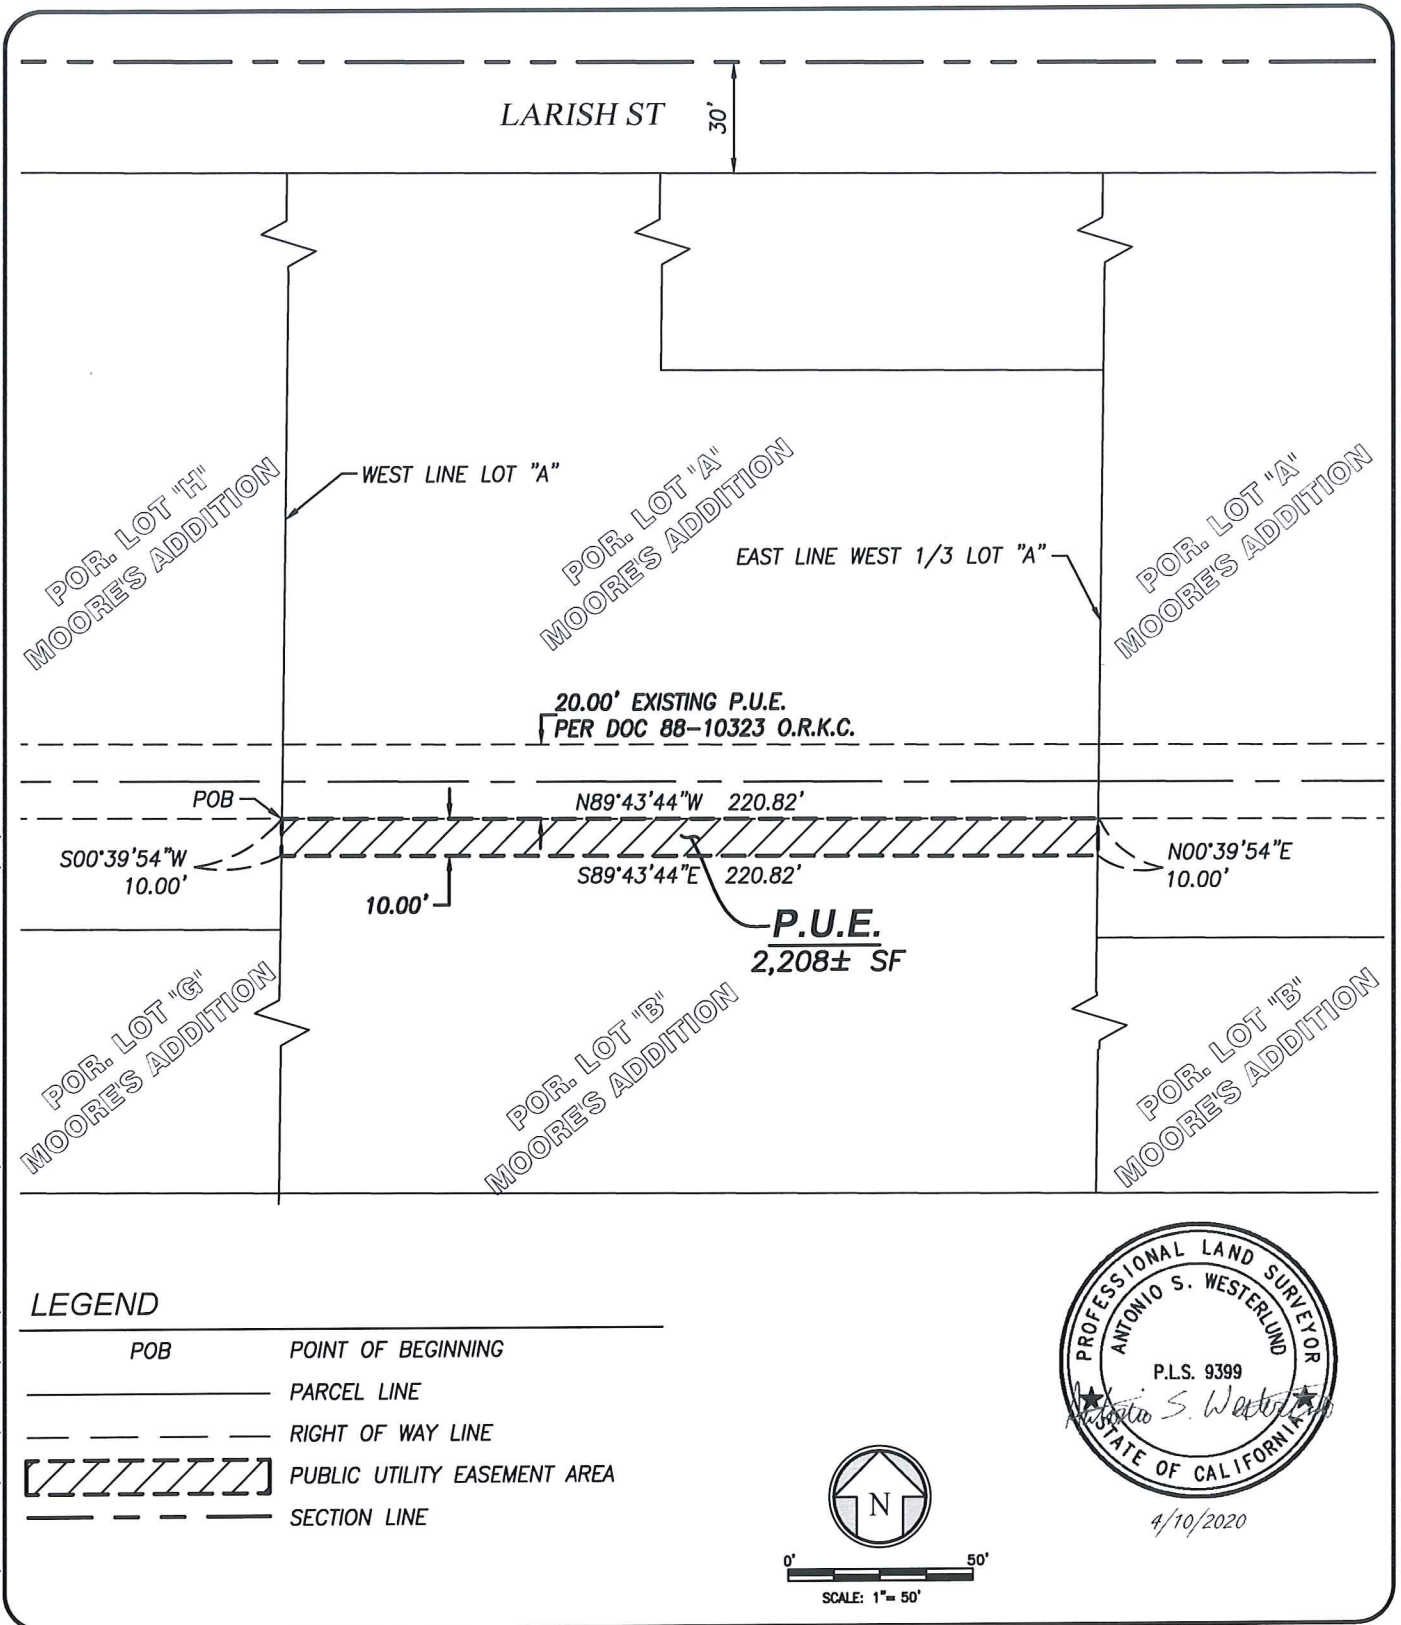 LARISH ST
30'
WEST LINE LOT "A"
POR. LOT "H"
MOORE'S ADDITION
POR. LOT "A"
MOORE'S ADDITION
POR. LOT "A"
MOORE'S ADDITION
EAST LINE WEST 1/3 LOT "A"
20.00' EXISTING P.U.E.
PER DOC 88-10323 O.R.K.C.
POB
N89°43'44"W 220.82'
S00°39'54"W
10.00'
N00°39'54"E
10.00'
S89°43'44"E 220.82'
10.00'
P.U.E.
2,208± SF
POR. LOT "G"
MOORE'S ADDITION
POR. LOT "B"
MOORE'S ADDITION
POR. LOT "B"
MOORE'S ADDITION
LEGEND
POB POINT OF BEGINNING
PARCEL LINE
RIGHT OF WAY LINE
PUBLIC UTILITY EASEMENT AREA
SECTION LINE
N
0' 50'
SCALE: 1"= 50'
PROFESSIONAL LAND SURVEYOR
ANTONIO S. WESTERLUND
P.L.S. 9399
Antonio S. Westerlund
STATE OF CALIFORNIA
4/10/2020